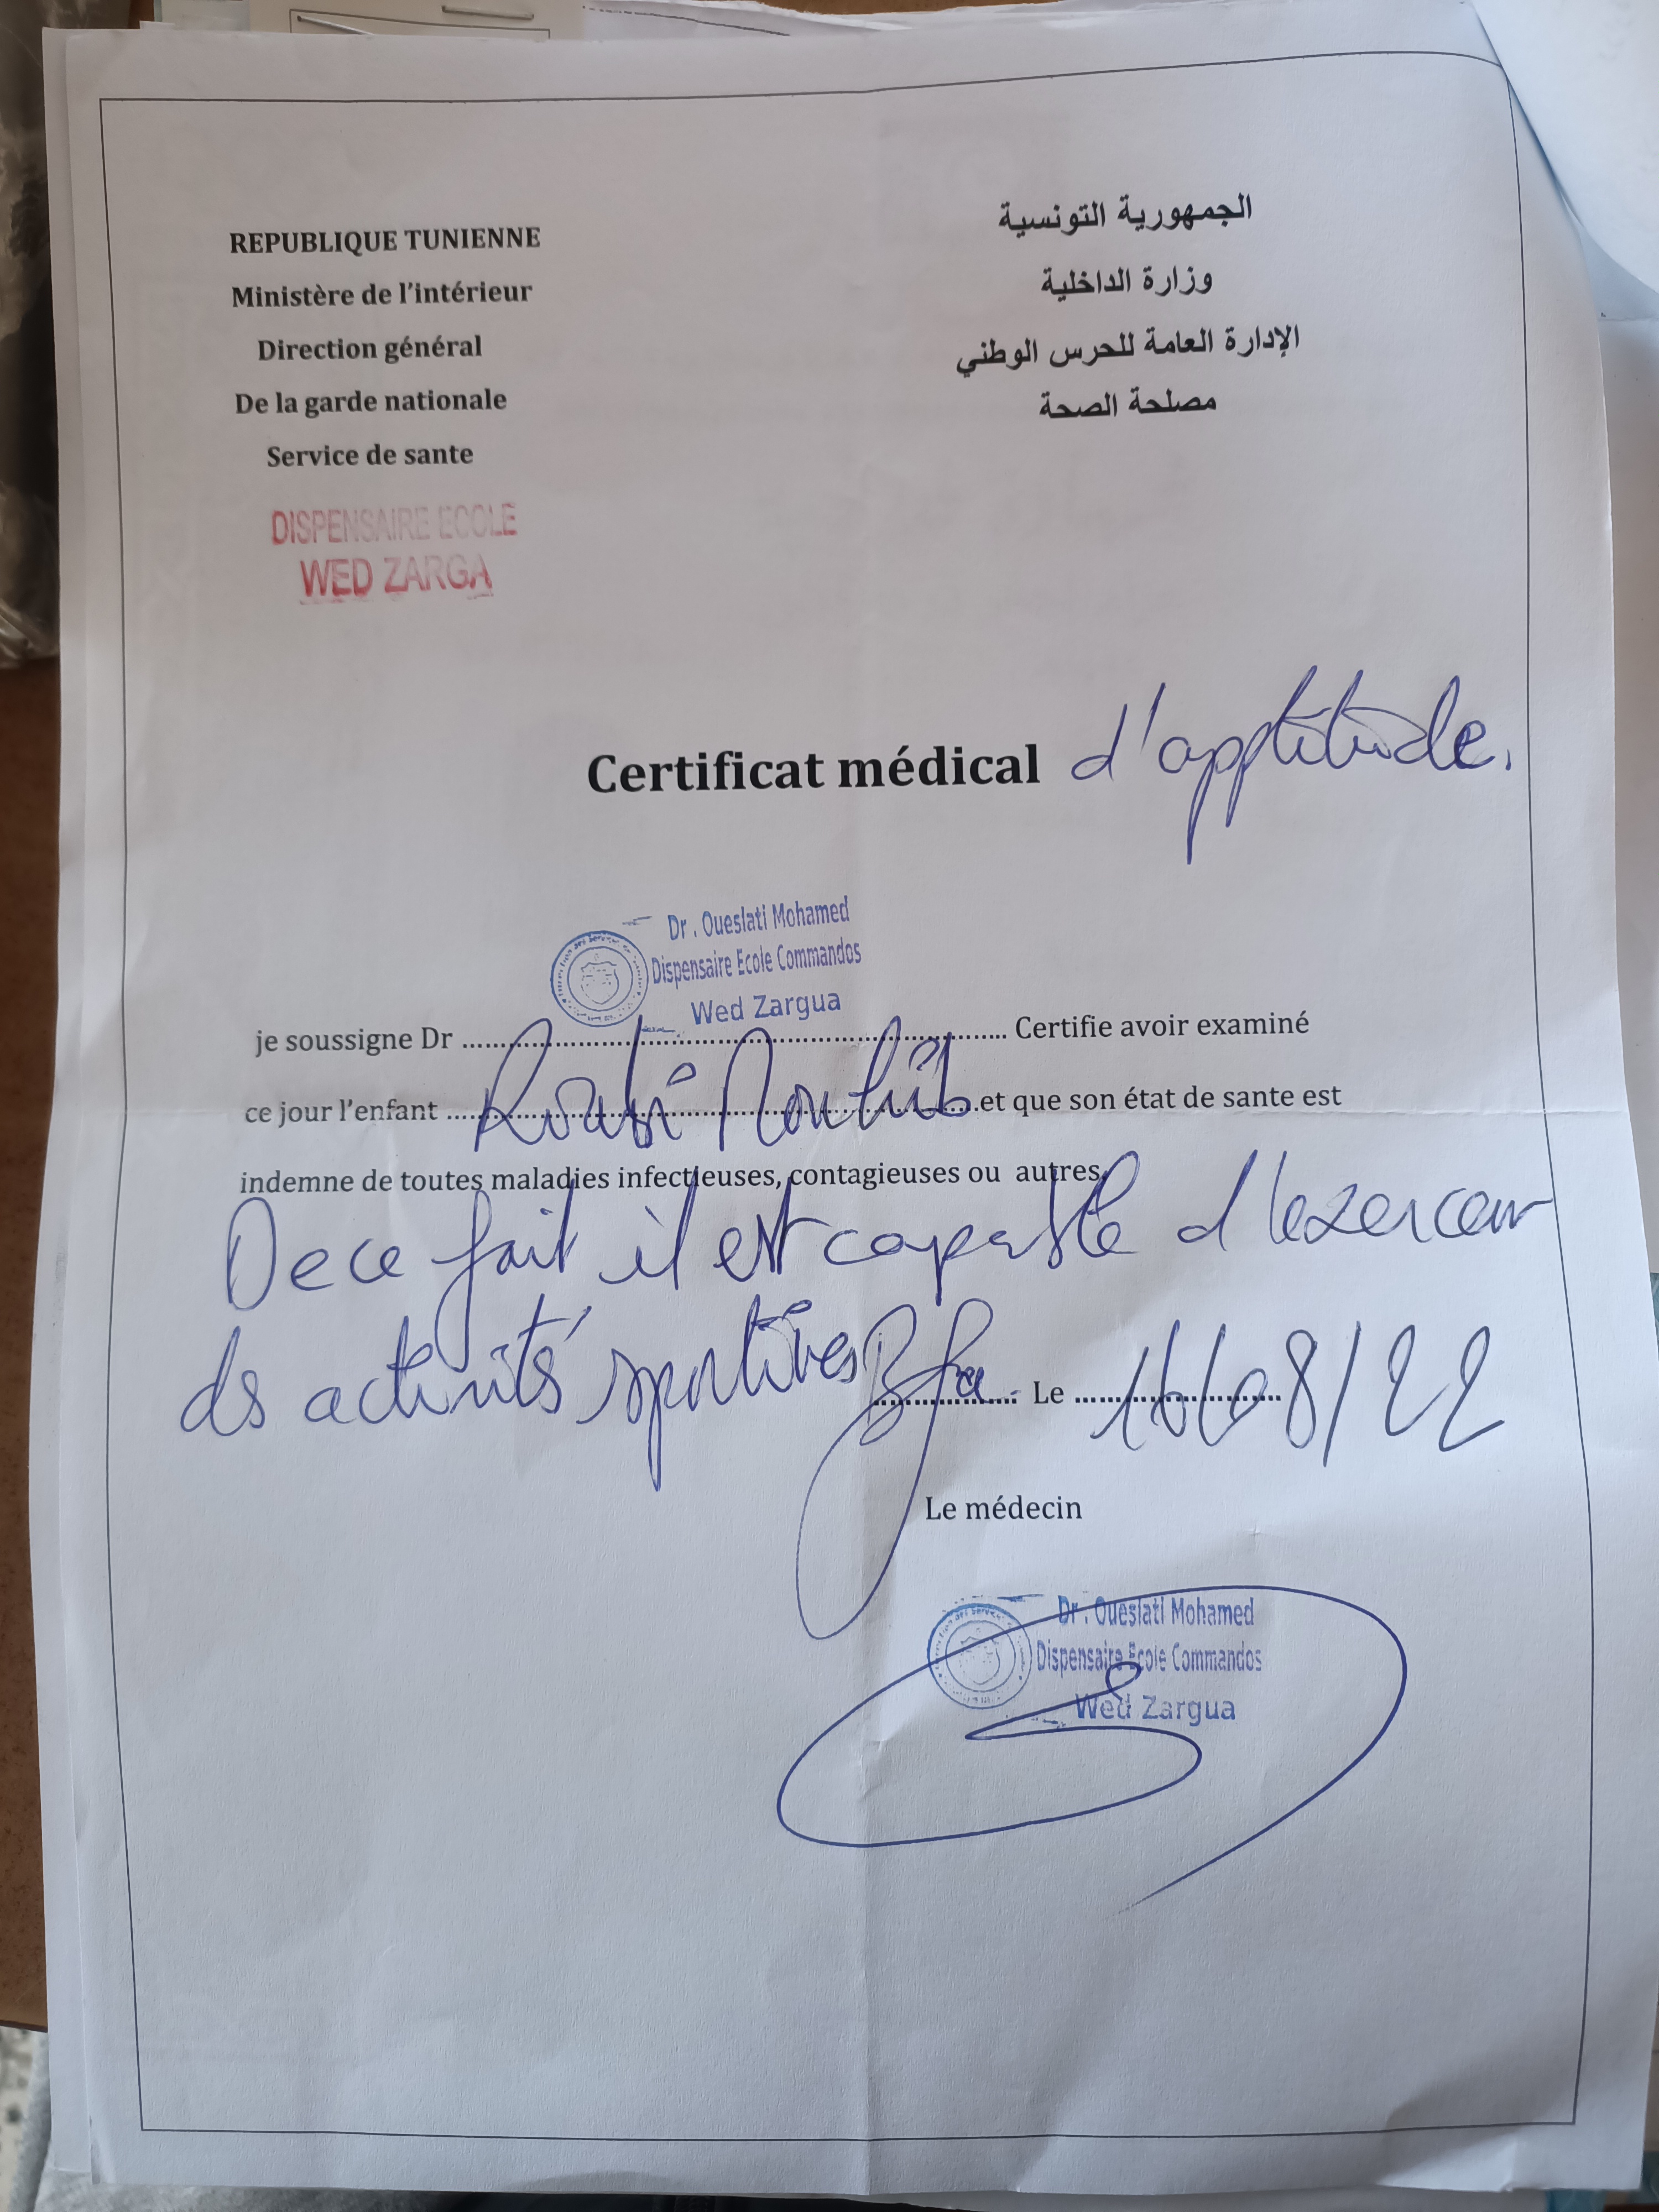 REPUBLIQUE TUNIENNE
Ministère de l'intérieur
Direction général
De la garde nationale
Service de sante
DISPENSAIRE ECOLE
WED ZARGA
الجمهورية التونسية
وزارة الداخلية
الإدارة العامة للحرس الوطني
مصلحة الصحة
Certificat médical d'apptitude.
Dr . Oueslati Mohamed
Dispensaire Ecole Commandos
Wed Zargua
je soussigne Dr .................... Certifie avoir examiné
ce jour l'enfant .................... et que son état de sante est
indemne de toutes maladies infectieuses, contagieuses ou autres.
De ce fait il est capable
ds activités sportives Le /08/22
Le médecin
Dr . Oueslati Mohamed
Dispensaire Ecole Commandos
Wed Zargua